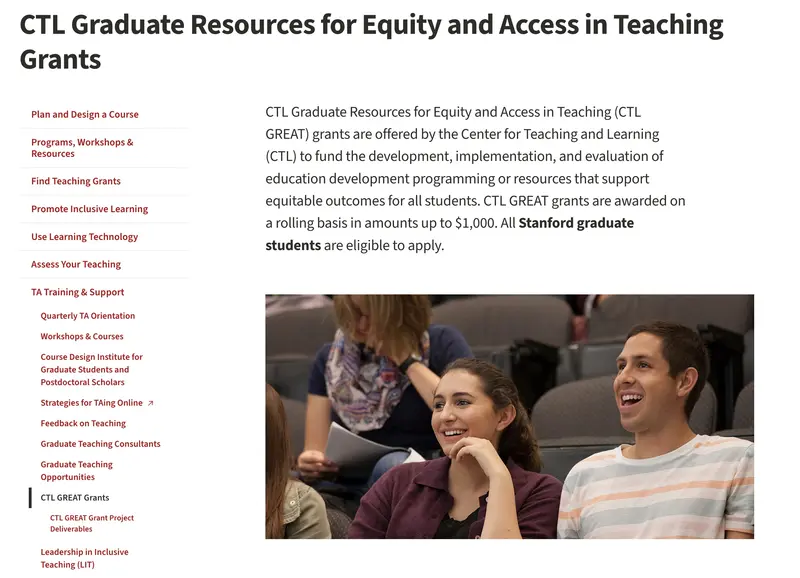 CTL Graduate Resources for Equity and Access in Teaching
Grants
Plan and Design a Course
Programs, Workshops &
Resources
Find Teaching Grants
Promote Inclusive Learning
Use Learning Technology
Assess Your Teaching
TA Training & Support
Quarterly TA Orientation
Workshops & Courses
Course Design Institute for
Graduate Students and
Postdoctoral Scholars
Strategies for TAing Online ↗
Feedback on Teaching
Graduate Teaching Consultants
Graduate Teaching
Opportunities
CTL GREAT Grants
CTL GREAT Grant Project
Deliverables
Leadership in Inclusive
Teaching (LIT)
CTL Graduate Resources for Equity and Access in Teaching (CTL
GREAT) grants are offered by the Center for Teaching and Learning
(CTL) to fund the development, implementation, and evaluation of
education development programming or resources that support
equitable outcomes for all students. CTL GREAT grants are awarded on
a rolling basis in amounts up to $1,000. All Stanford graduate
students are eligible to apply.